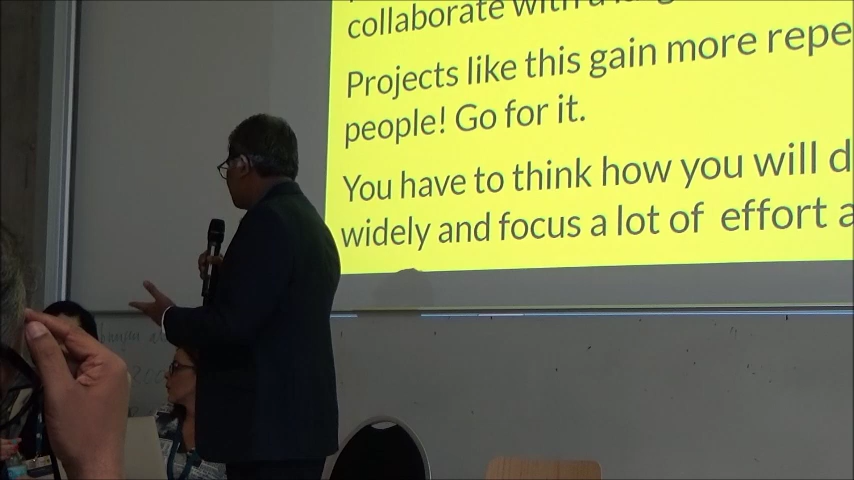 collaborate with a
Projects like this gain more
people! Go for it.
You have to think how you will
widely and focus a lot of effort